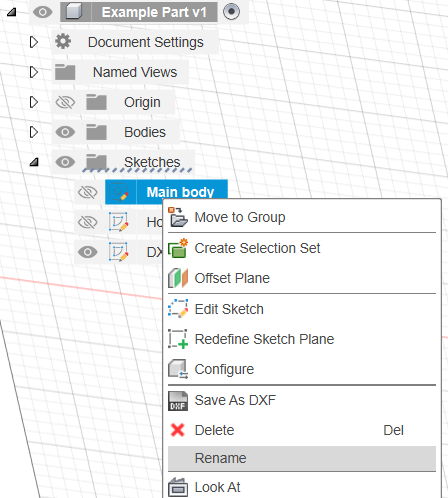 Example Part v1
Document Settings
Named Views
Origin
Bodies
Sketches
Main body
Ho
DX
Move to Group
Create Selection Set
Offset Plane
Edit Sketch
Redefine Sketch Plane
Configure
DXF Save As DXF
Delete Del
Rename
Look At